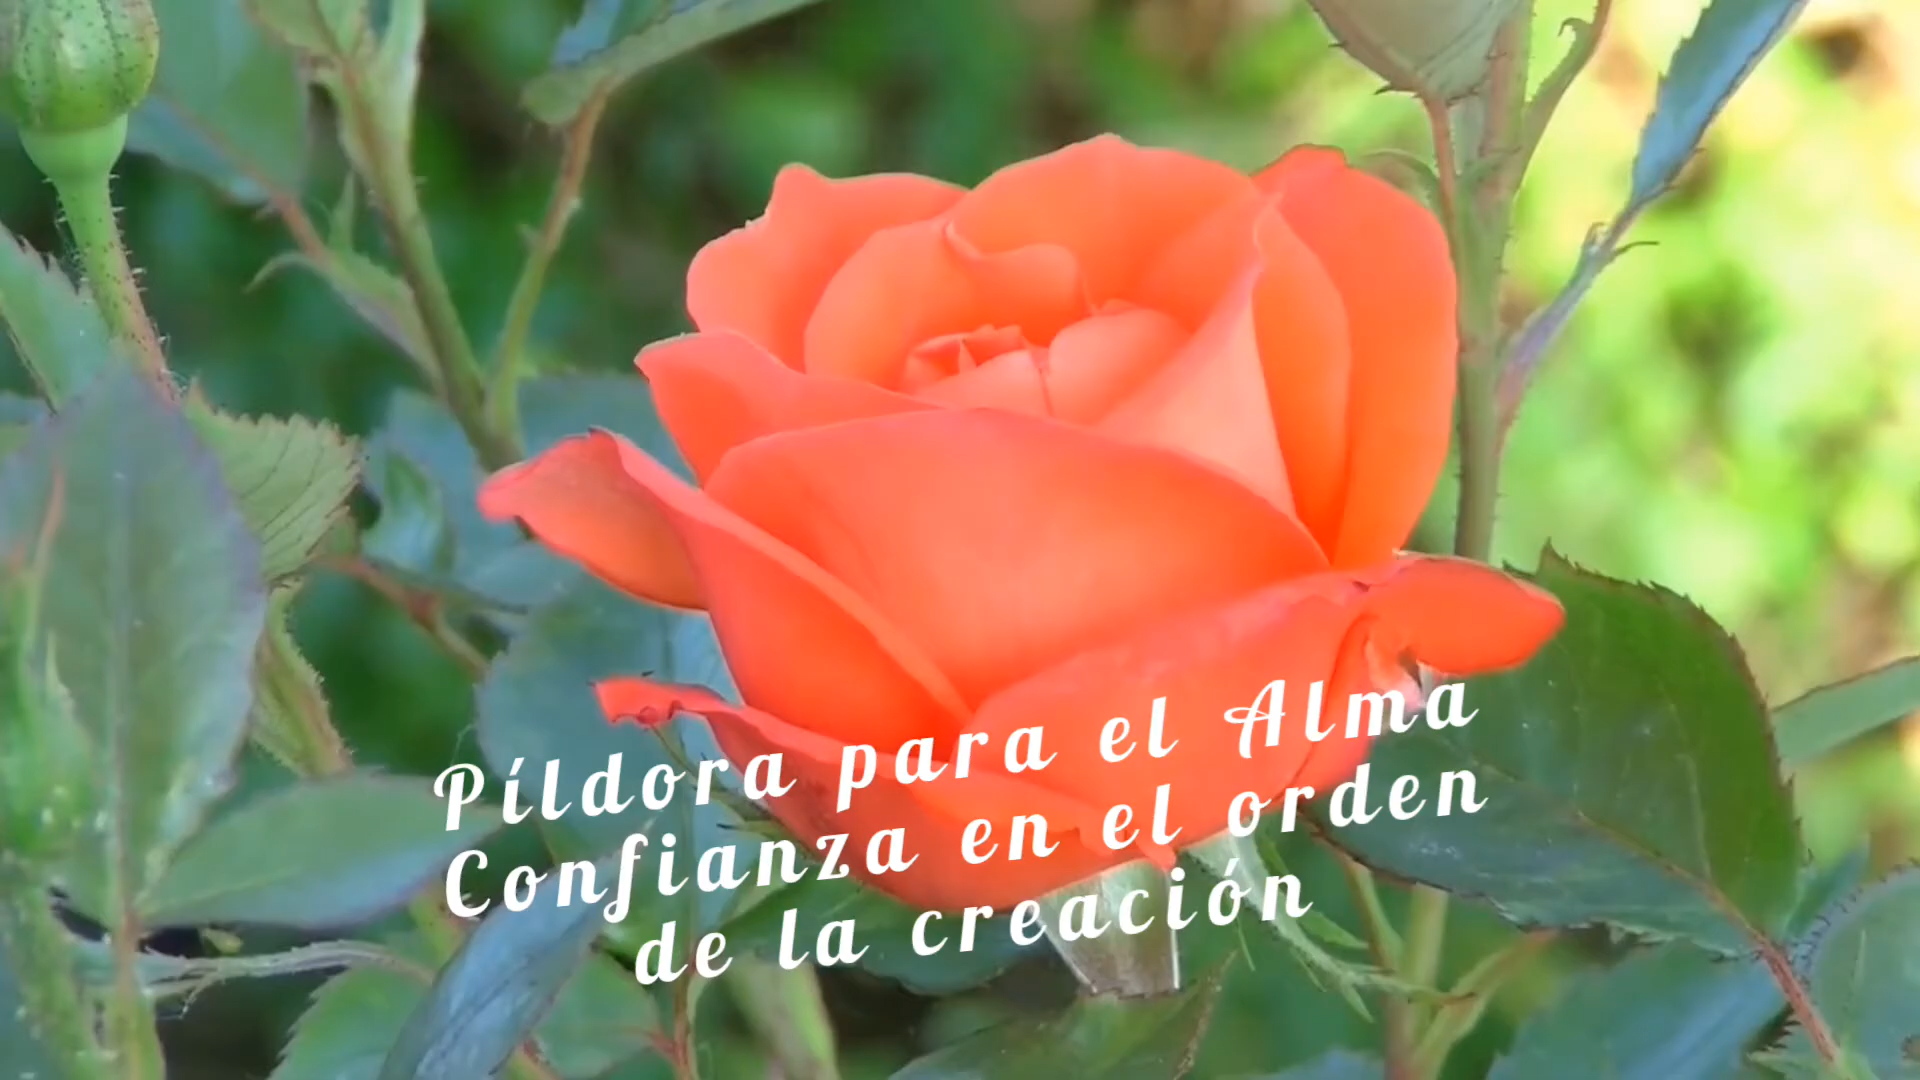 Píldora para el Alma
Confianza en el orden
de la creación